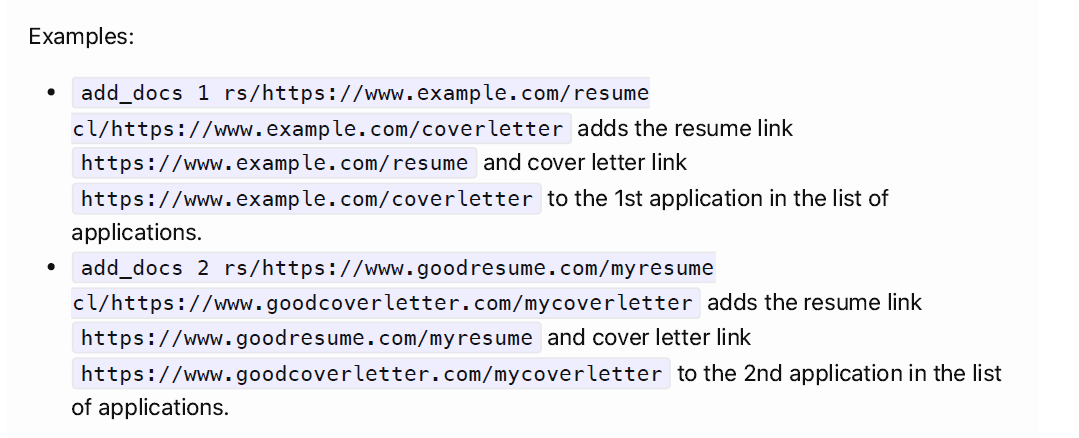 Examples:
• add_docs 1 rs/https://www.example.com/resume
cl/https://www.example.com/coverletter adds the resume link
https://www.example.com/resume and cover letter link
https://www.example.com/coverletter to the 1st application in the list of
applications.
• add_docs 2 rs/https://www.goodresume.com/myresume
cl/https://www.goodcoverletter.com/mycoverletter adds the resume link
https://www.goodresume.com/myresume and cover letter link
https://www.goodcoverletter.com/mycoverletter to the 2nd application in the list
of applications.